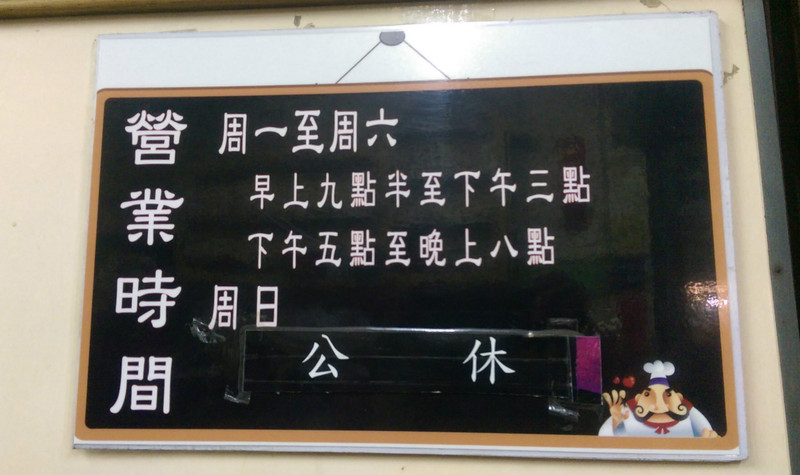 營業時間
周一至周六
早上九點半至下午三點
下午五點至晚上八點
周日
公休